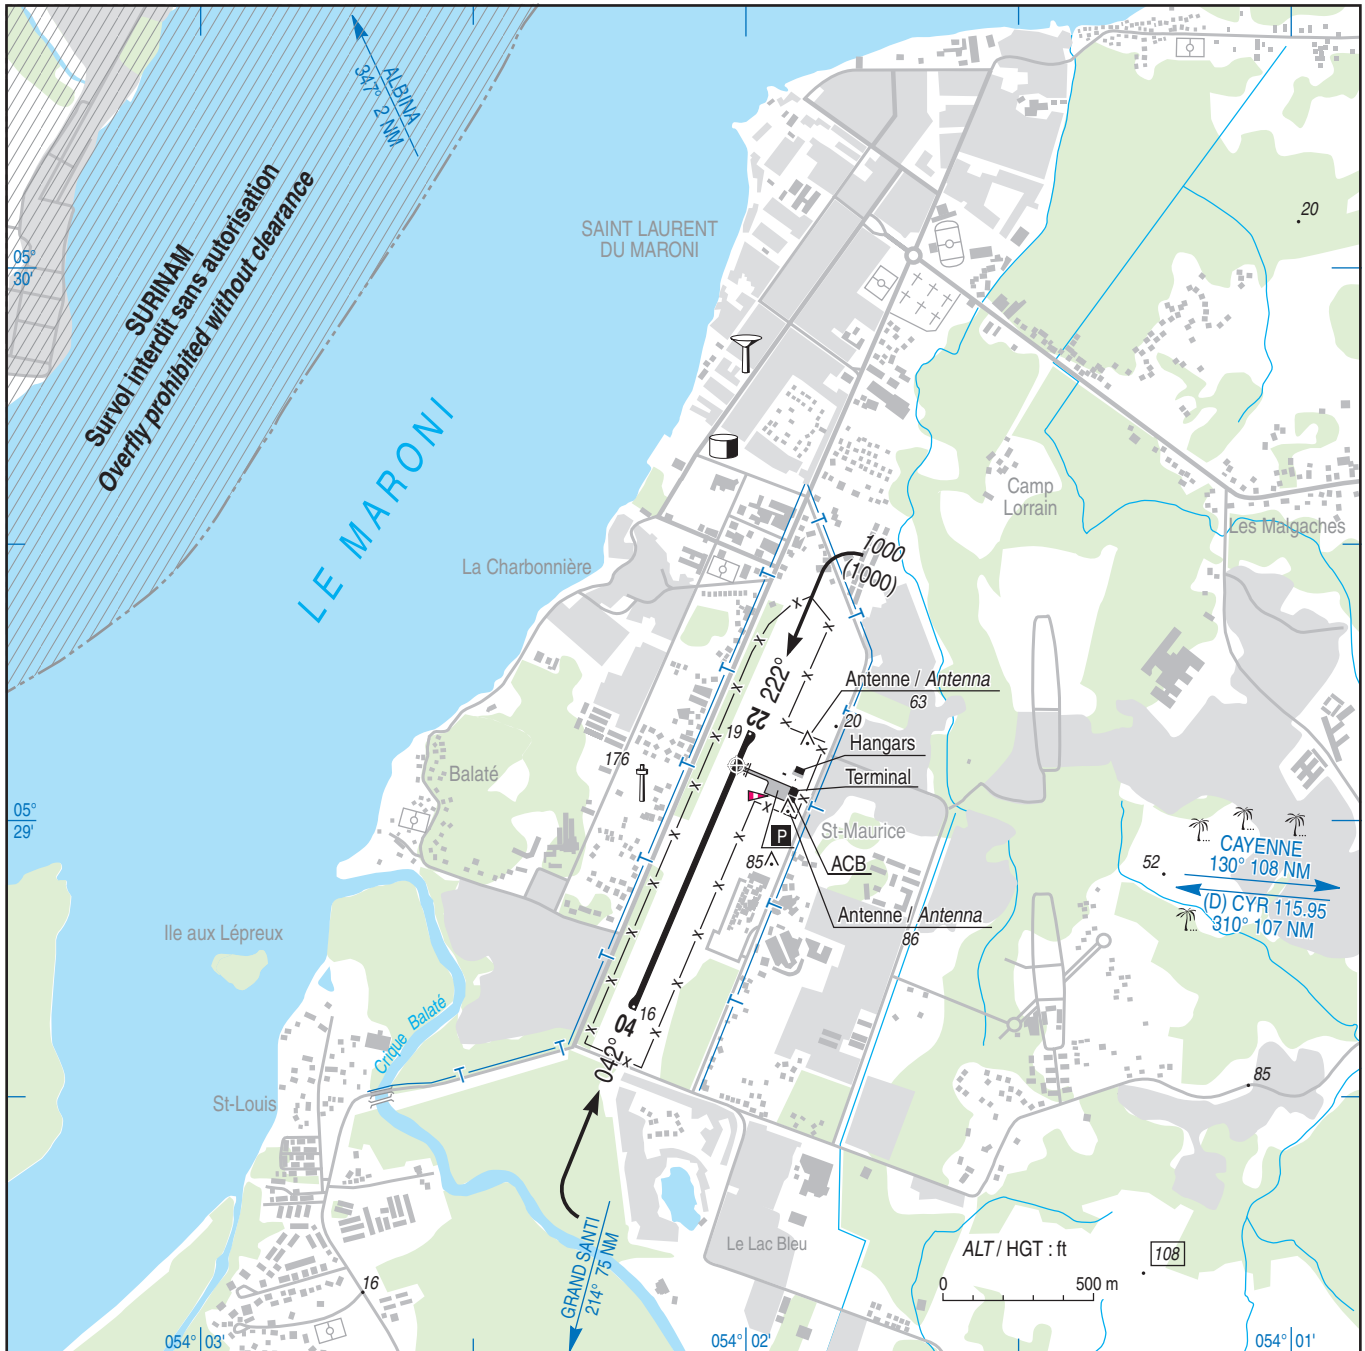 ALBINA
347° 2 NM
SURINAM
Survol interdit sans autorisation
Overfly prohibited without clearance
SAINT LAURENT
DU MARONI
20
05°
30'
LE MARONI
Camp
Lorrain
Les Malgaches
La Charbonnière
1000
(1000)
222°
22
19
Antenne / Antenna
63
20
Hangars
Terminal
176
Balaté
05°
29'
P
St-Maurice
85
ACB
Antenne / Antenna
86
CAYENNE
130° 108 NM
52
(D) CYR 115.95
310° 107 NM
Ile aux Lépreux
Crique Balaté
16
04
042°
St-Louis
85
GRAND SANTI
214° 75 NM
Le Lac Bleu
ALT / HGT : ft
108
0 500 m
16
054° 03'
054° 02'
054° 01'